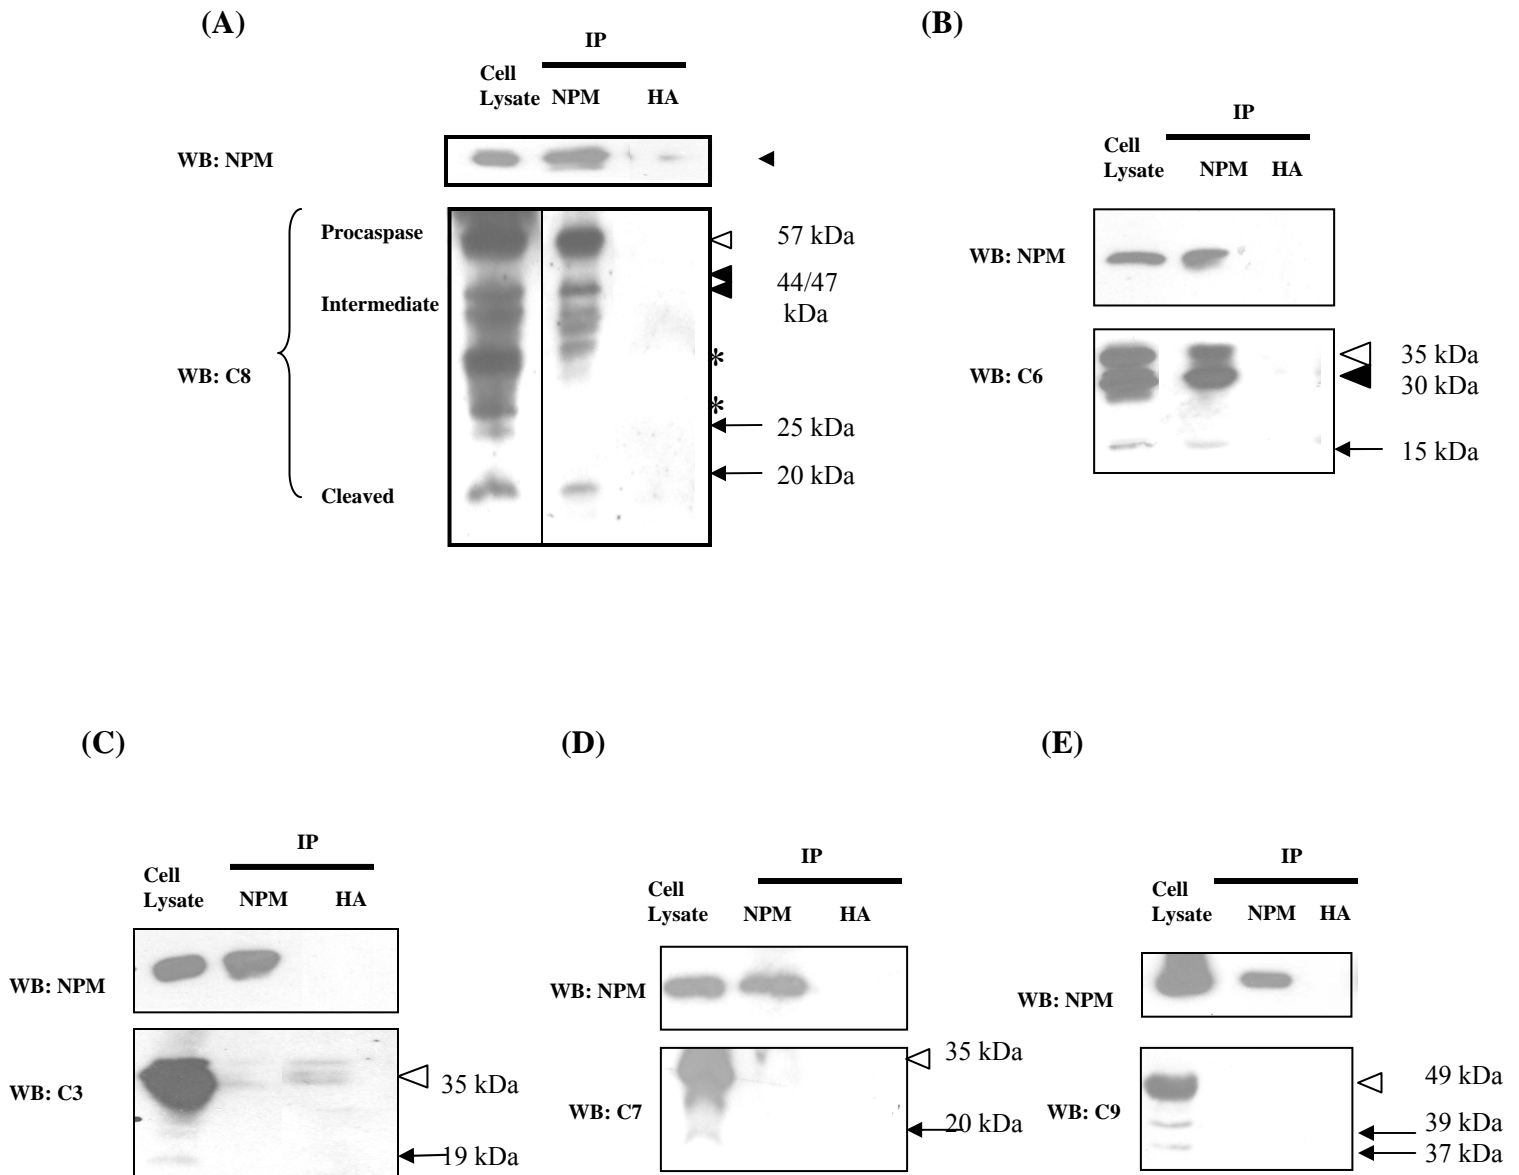 (A)
IP
Cell
Lysate NPM HA
WB: NPM
Procaspase
57 kDa
Intermediate
44/47
kDa
WB: C8
*
*
25 kDa
20 kDa
Cleaved
(B)
IP
Cell
Lysate NPM HA
WB: NPM
WB: C6
35 kDa
30 kDa
15 kDa
(C)
IP
Cell
Lysate NPM HA
WB: NPM
WB: C3
35 kDa
19 kDa
(D)
IP
Cell
Lysate NPM HA
WB: NPM
35 kDa
WB: C7
20 kDa
(E)
IP
Cell
Lysate NPM HA
WB: NPM
49 kDa
WB: C9
39 kDa
37 kDa